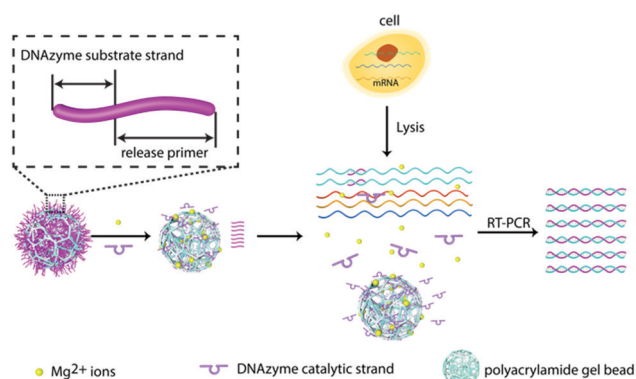 cell
DNAzyme substrate strand
mRNA
release primer
Lysis
RT-PCR
Mg2+ ions
DNAzyme catalytic strand
polyacrylamide gel bead